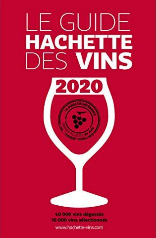 LE GUIDE
HACHETTE
DES VINS
2020
40 000 vins dégustés
10 000 vins sélectionnés
www.hachette-vins.com